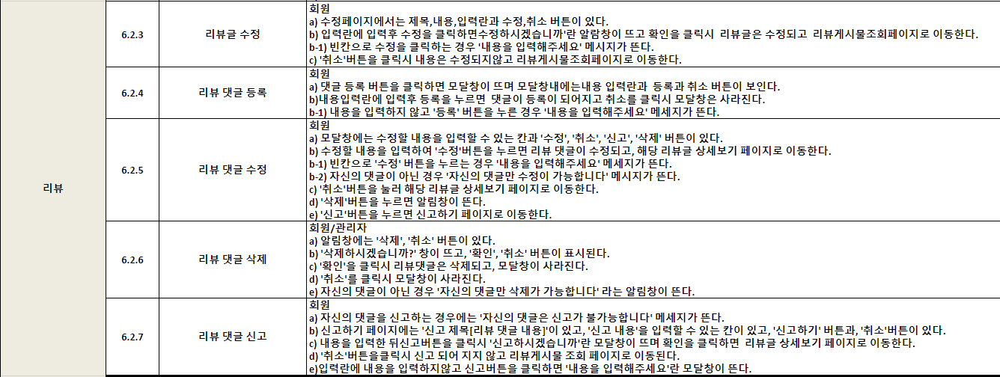 리뷰
6.2.3
리뷰글 수정
회원
a) 수정페이지에서는 제목,내용,입력란과 수정,취소 버튼이 있다.
b) 입력란에 입력후 수정을 클릭하면수정하시겠습니까'란 알람창이 뜨고 확인을 클릭시  리뷰글은 수정되고  리뷰게시물조회페이지로 이동한다.
b-1) 빈칸으로 수정을 클릭하는 경우 '내용을 입력해주세요' 메시지가 뜬다.
c) '취소'버튼을 클릭시 내용은 수정되지않고 리뷰게시물조회페이지로 이동한다.
6.2.4
리뷰 댓글 등록
회원
a) 댓글 등록 버튼을 클릭하면 모달창이 뜨며 모달창내에는내용 입력란과  등록과 취소 버튼이 보인다.
b)내용입력란에 입력후 등록을 누르면  댓글이 등록이 되어지고 취소를 클릭시 모달창은 사라진다.
b-1) 내용을 입력하지 않고 '등록' 버튼을 누른 경우 '내용을 입력해주세요' 메세지가 뜬다.
6.2.5
리뷰 댓글 수정
회원
a) 모달창에는 수정할 내용을 입력할 수 있는 칸과 '수정', '취소', '신고', '삭제' 버튼이 있다.
b) 수정할 내용을 입력하여 '수정'버튼을 누르면 리뷰 댓글이 수정되고, 해당 리뷰글 상세보기 페이지로 이동한다.
b-1) 빈칸으로 '수정' 버튼을 누르는 경우 '내용을 입력해주세요' 메세지가 뜬다.
b-2) 자신의 댓글이 아닌 경우 '자신의 댓글만 수정이 가능합니다' 메시지가 뜬다.
c) '취소'버튼을 눌러 해당 리뷰글 상세보기 페이지로 이동한다.
d) '삭제'버튼을 누르면 알림창이 뜬다.
e) '신고'버튼을 누르면 신고하기 페이지로 이동한다.
6.2.6
리뷰 댓글 삭제
회원/관리자
a) 알림창에는 '삭제', '취소' 버튼이 있다.
b) '삭제하시겠습니까?' 창이 뜨고, '확인', '취소' 버튼이 표시된다.
c) '확인'을 클릭시 리뷰댓글은 삭제되고, 모달창이 사라진다.
d) '취소'를 클릭시 모달창이 사라진다.
e) 자신의 댓글이 아닌 경우 '자신의 댓글만 삭제가 가능합니다' 라는 알림창이 뜬다.
6.2.7
리뷰 댓글 신고
회원
a) 자신의 댓글을 신고하는 경우에는 '자신의 댓글은 신고가 불가능합니다' 메세지가 뜬다.
b) 신고하기 페이지에는 '신고 제목[리뷰 댓글 내용]'이 있고, '신고 내용'을 입력할 수 있는 칸이 있고, '신고하기' 버튼과, '취소'버튼이 있다.
c) 내용을 입력한 뒤신고버튼을 클릭시 '신고하시겠습니까'란 모달창이 뜨며 확인을 클릭하면  리뷰글 상세보기 페이지로 이동한다.
d) '취소'버튼을클릭시 신고 되어 지지 않고 리뷰게시물 조회 페이지로 이동된다.
e)입력란에 내용을 입력하지않고 신고버튼을 클릭하면 '내용을 입력해주세요'란 모달창이 뜬다.